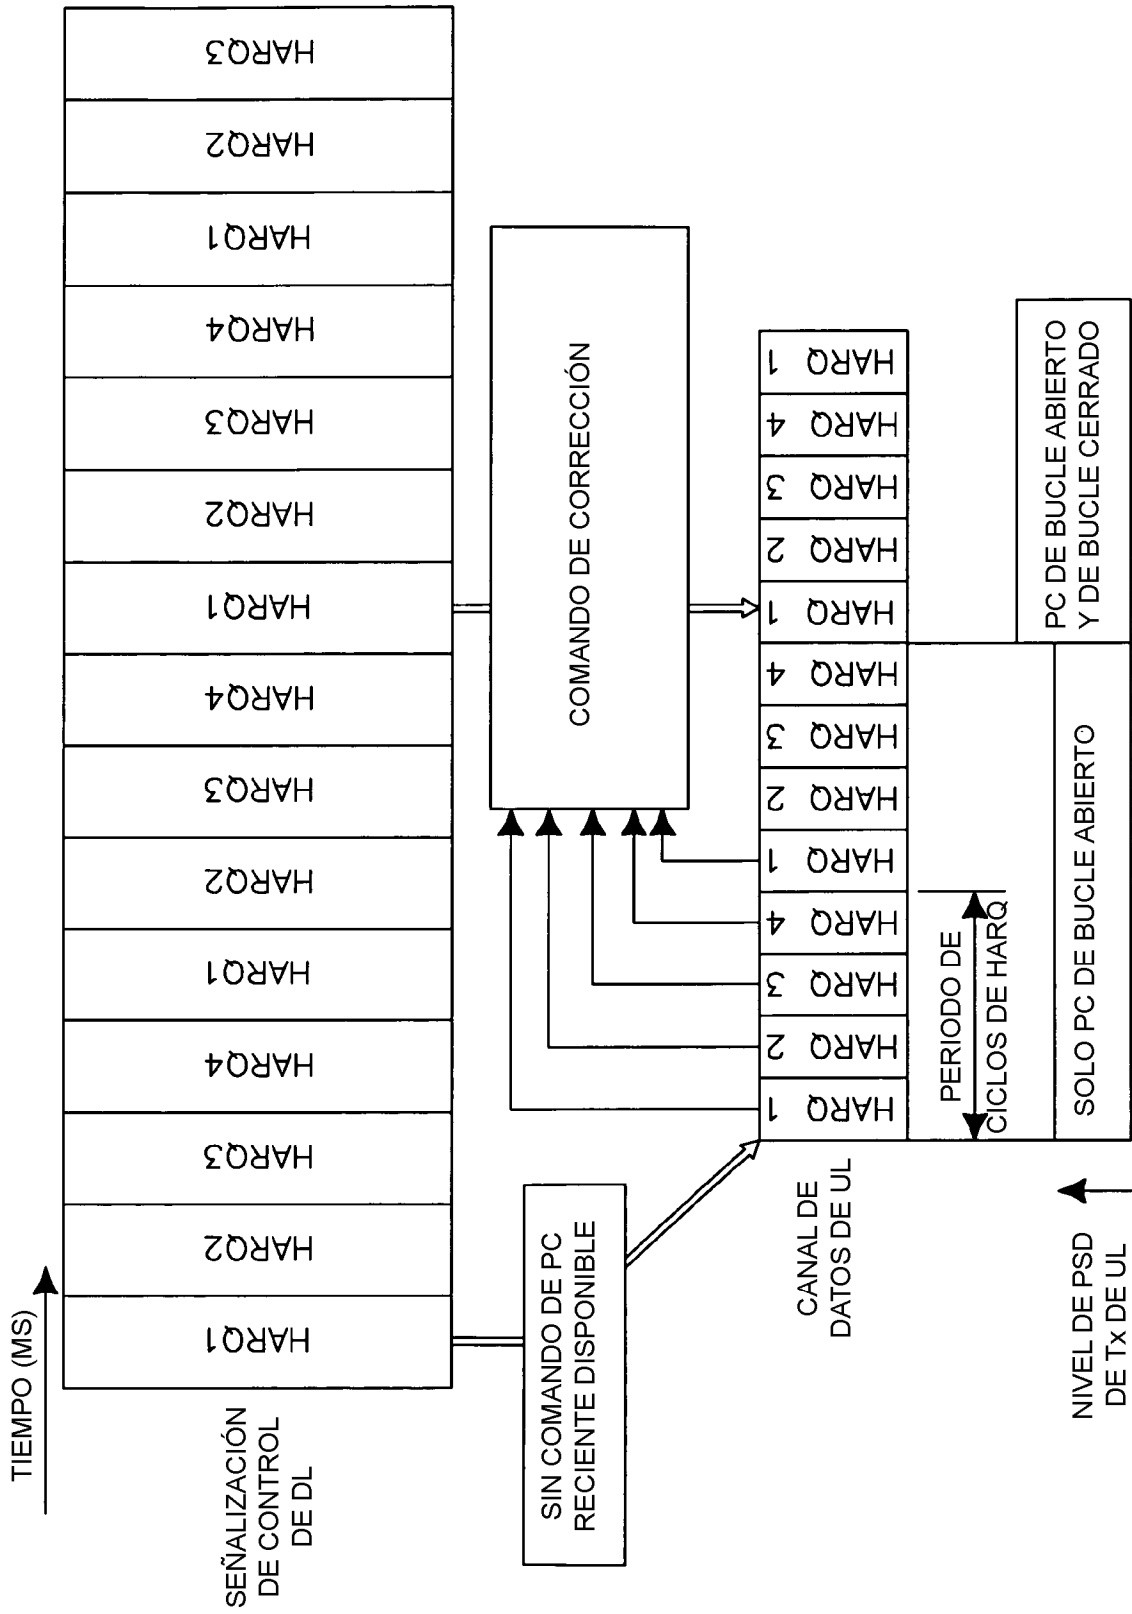 TIEMPO (MS)
SEÑALIZACIÓN
DE CONTROL
DE DL
HARQ1
HARQ2
HARQ3
HARQ4
HARQ1
HARQ2
HARQ3
HARQ4
HARQ1
HARQ2
HARQ3
HARQ4
HARQ1
HARQ2
HARQ3
SIN COMANDO DE PC
RECIENTE DISPONIBLE
COMANDO DE CORRECCIÓN
CANAL DE
DATOS DE UL
HARQ 1
HARQ 2
HARQ 3
HARQ 4
HARQ 1
HARQ 2
HARQ 3
HARQ 4
HARQ 1
HARQ 2
HARQ 3
HARQ 4
HARQ 1
PERIODO DE
CICLOS DE HARQ
NIVEL DE PSD
DE Tx DE UL
SOLO PC DE BUCLE ABIERTO
PC DE BUCLE ABIERTO
Y DE BUCLE CERRADO